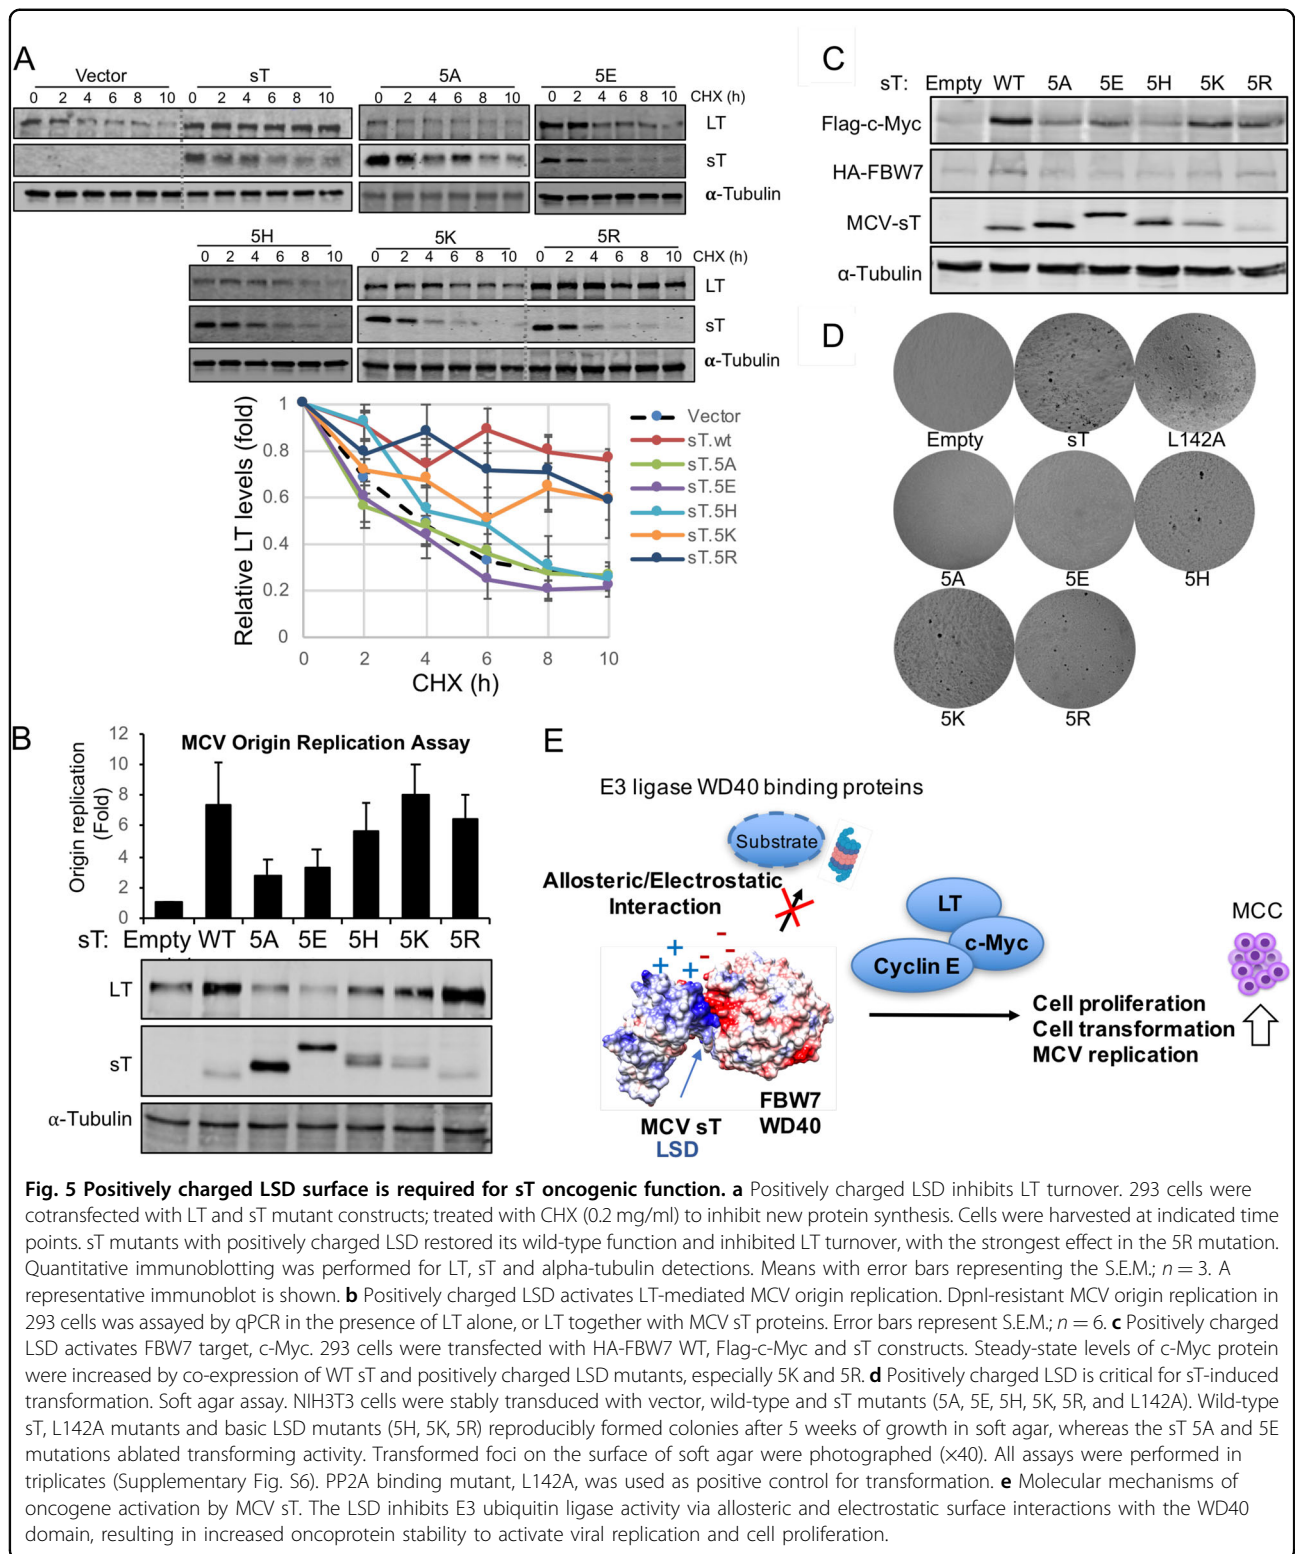 A
Vector sT 5A 5E
0 2 4 6 8 10 0 2 4 6 8 10 0 2 4 6 8 10 0 2 4 6 8 10 CHX (h)
LT
sT
α-Tubulin
5H 5K 5R
0 2 4 6 8 10 0 2 4 6 8 10 0 2 4 6 8 10 CHX (h)
LT
sT
α-Tubulin
Relative LT levels (fold)
1
0.8
0.6
0.4
0.2
0
0 2 4 6 8 10
CHX (h)
Vector
sT.wt
sT.5A
sT.5E
sT.5H
sT.5K
sT.5R
B
MCV Origin Replication Assay
Origin replication
(Fold)
12
10
8
6
4
2
0
sT: Empty WT 5A 5E 5H 5K 5R
LT
sT
α-Tubulin
C
sT: Empty WT 5A 5E 5H 5K 5R
Flag-c-Myc
HA-FBW7
MCV-sT
α-Tubulin
D
Empty sT L142A
5A 5E 5H
5K 5R
E
E3 ligase WD40 binding proteins
Substrate
Allosteric/Electrostatic
Interaction
+ + + + - - - -
MCV sT
LSD
FBW7
WD40
LT
c-Myc
Cyclin E
MCC
Cell proliferation
Cell transformation
MCV replication
Fig. 5 Positively charged LSD surface is required for sT oncogenic function. a Positively charged LSD inhibits LT turnover. 293 cells were
cotransfected with LT and sT mutant constructs; treated with CHX (0.2 mg/ml) to inhibit new protein synthesis. Cells were harvested at indicated time
points. sT mutants with positively charged LSD restored its wild-type function and inhibited LT turnover, with the strongest effect in the 5R mutation.
Quantitative immunoblotting was performed for LT, sT and alpha-tubulin detections. Means with error bars representing the S.E.M.; n = 3. A
representative immunoblot is shown. b Positively charged LSD activates LT-mediated MCV origin replication. DpnI-resistant MCV origin replication in
293 cells was assayed by qPCR in the presence of LT alone, or LT together with MCV sT proteins. Error bars represent S.E.M.; n = 6. c Positively charged
LSD activates FBW7 target, c-Myc. 293 cells were transfected with HA-FBW7 WT, Flag-c-Myc and sT constructs. Steady-state levels of c-Myc protein
were increased by co-expression of WT sT and positively charged LSD mutants, especially 5K and 5R. d Positively charged LSD is critical for sT-induced
transformation. Soft agar assay. NIH3T3 cells were stably transduced with vector, wild-type and sT mutants (5A, 5E, 5H, 5K, 5R, and L142A). Wild-type
sT, L142A mutants and basic LSD mutants (5H, 5K, 5R) reproducibly formed colonies after 5 weeks of growth in soft agar, whereas the sT 5A and 5E
mutations ablated transforming activity. Transformed foci on the surface of soft agar were photographed (×40). All assays were performed in
triplicates (Supplementary Fig. S6). PP2A binding mutant, L142A, was used as positive control for transformation. e Molecular mechanisms of
oncogene activation by MCV sT. The LSD inhibits E3 ubiquitin ligase activity via allosteric and electrostatic surface interactions with the WD40
domain, resulting in increased oncoprotein stability to activate viral replication and cell proliferation.